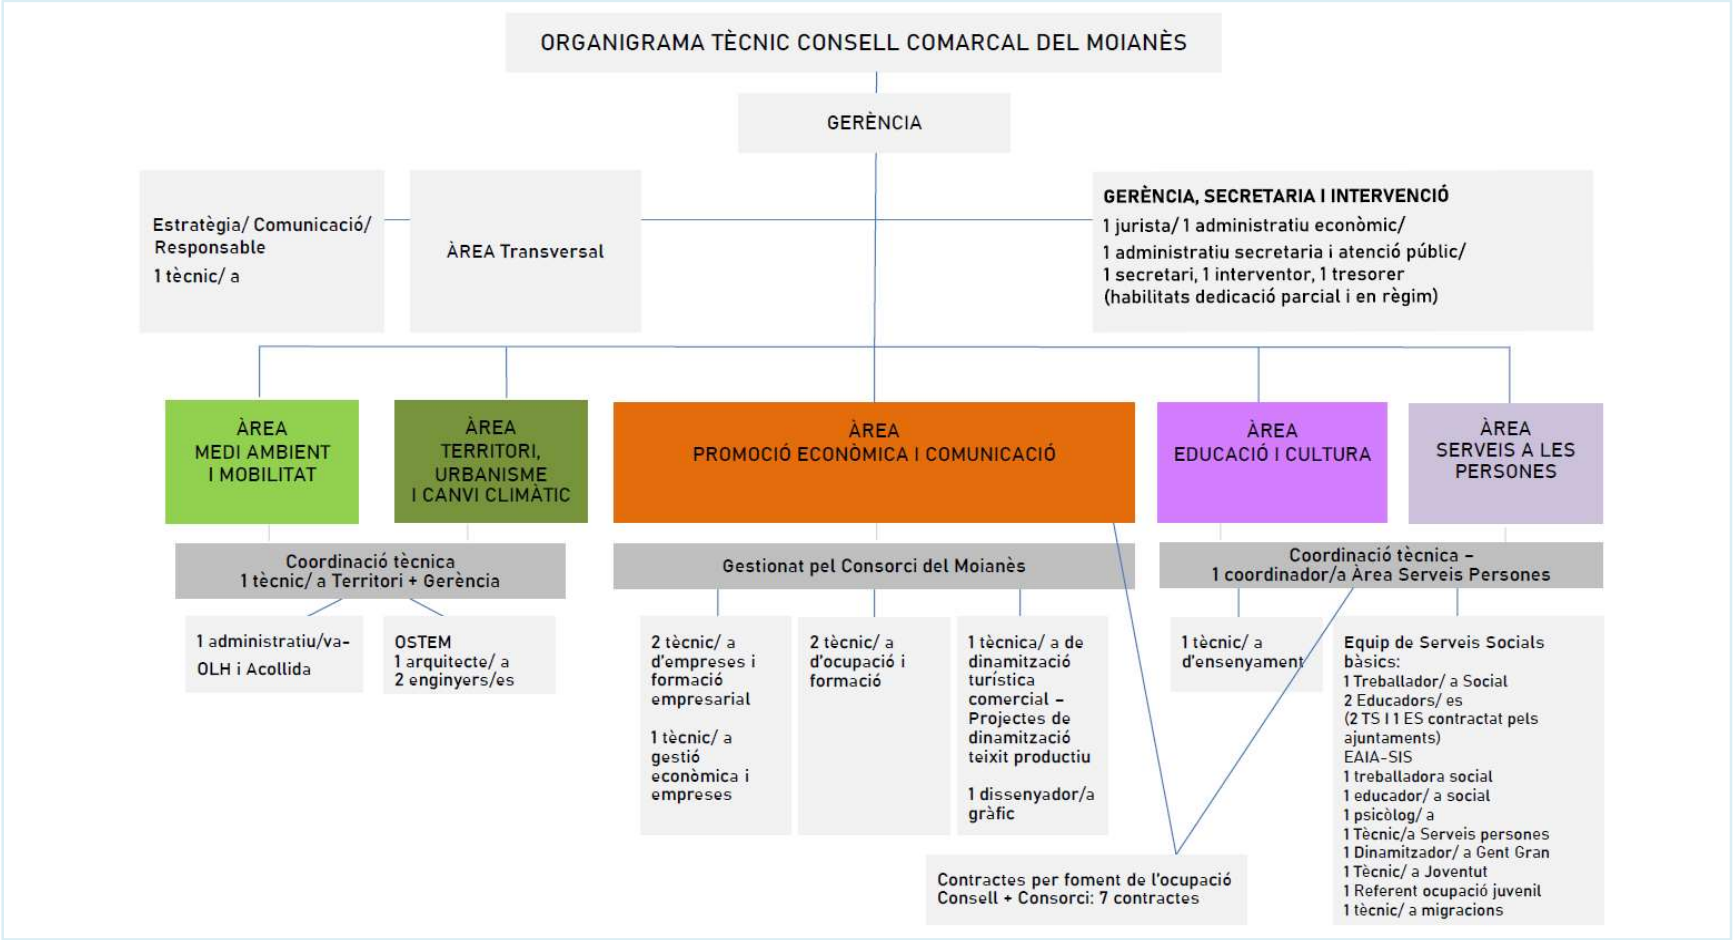 ORGANIGRAMA TÈCNIC CONSELL COMARCAL DEL MOIANÈS
GERÈNCIA
Estratègia/ Comunicació/
Responsable
1 tècnic/ a
ÀREA Transversal
GERÈNCIA, SECRETARIA I INTERVENCIÓ
1 jurista/ 1 administratiu econòmic/
1 administratiu secretaria i atenció públic/
1 secretari, 1 interventor, 1 tresorer
(habilitats dedicació parcial i en règim)
ÀREA
MEDI AMBIENT
I MOBILITAT
ÀREA
TERRITORI,
URBANISME
I CANVI CLIMÀTIC
ÀREA
PROMOCIÓ ECONÒMICA I COMUNICACIÓ
ÀREA
EDUCACIÓ I CULTURA
ÀREA
SERVEIS A LES
PERSONES
Coordinació tècnica
1 tècnic/ a Territori + Gerència
Gestionat pel Consorci del Moianès
Coordinació tècnica –
1 coordinador/a Àrea Serveis Persones
1 administratiu/va-
OLH i Acollida
OSTEM
1 arquitecte/ a
2 enginyers/es
2 tècnic/ a
d'empreses i
formació
empresarial
1 tècnic/ a
gestió
econòmica i
empreses
2 tècnic/ a
d'ocupació i
formació
1 tècnica/ a de
dinamització
turística
comercial –
Projectes de
dinamització
teixit productiu
1 dissenyador/a
gràfic
1 tècnic/ a
d'ensenyament
Equip de Serveis Socials
bàsics:
1 Treballador/ a Social
2 Educadors/ es
(2 TS I 1 ES contractat pels
ajuntaments)
EAIA-SIS
1 treballadora social
1 educador/ a social
1 psicòlog/ a
1 Tècnic/a Serveis persones
1 Dinamitzador/ a Gent Gran
1 Tècnic/ a Joventut
1 Referent ocupació juvenil
1 tècnic/ a migracions
Contractes per foment de l'ocupació
Consell + Consorci: 7 contractes